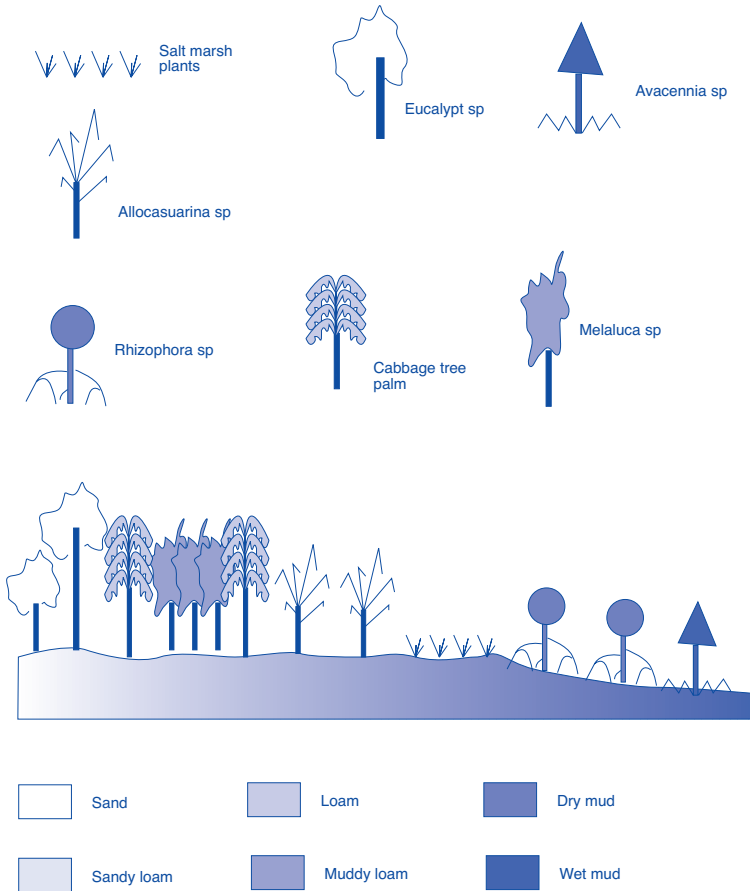 Salt marsh
plants
Eucalypt sp
Avacennia sp
Allocasuarina sp
Rhizophora sp
Cabbage tree
palm
Melaluca sp
Sand
Loam
Dry mud
Sandy loam
Muddy loam
Wet mud